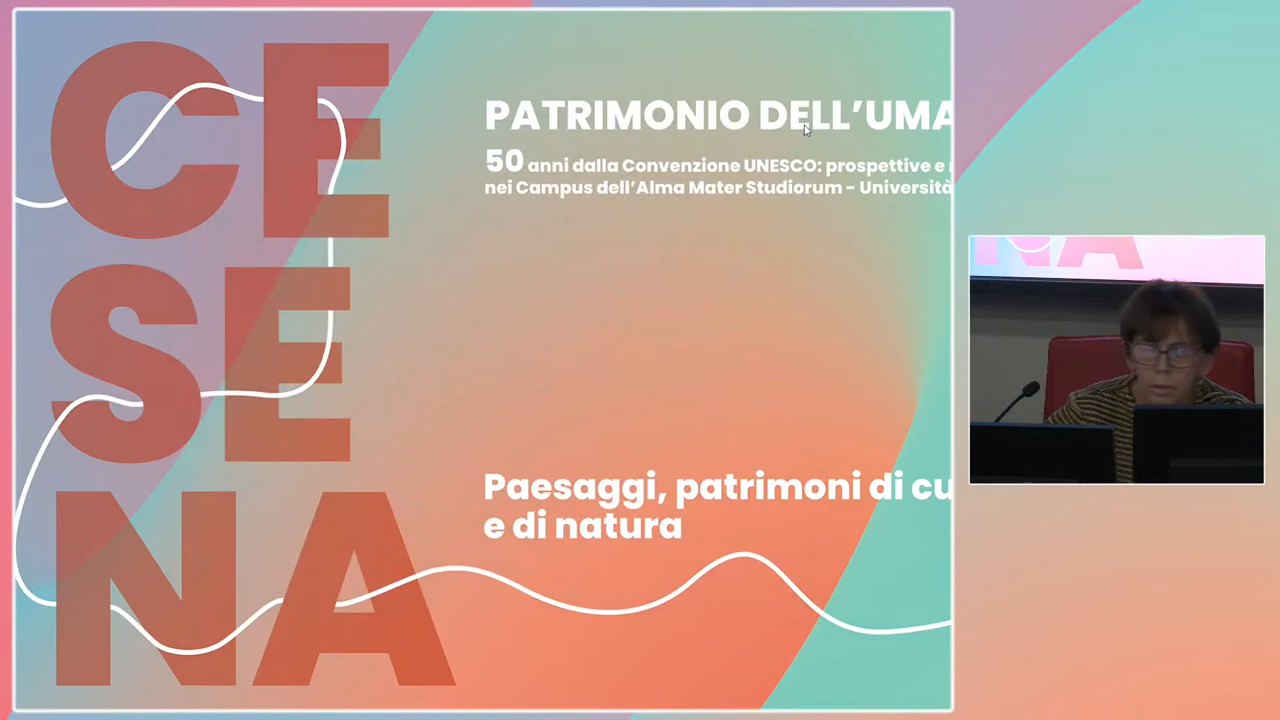 CE
SE
NA
PATRIMONIO DELL’UMA
50 anni dalla Convenzione UNESCO: prospettive e
nei Campus dell’Alma Mater Studiorum - Università
Paesaggi, patrimoni di cu
e di natura
NA